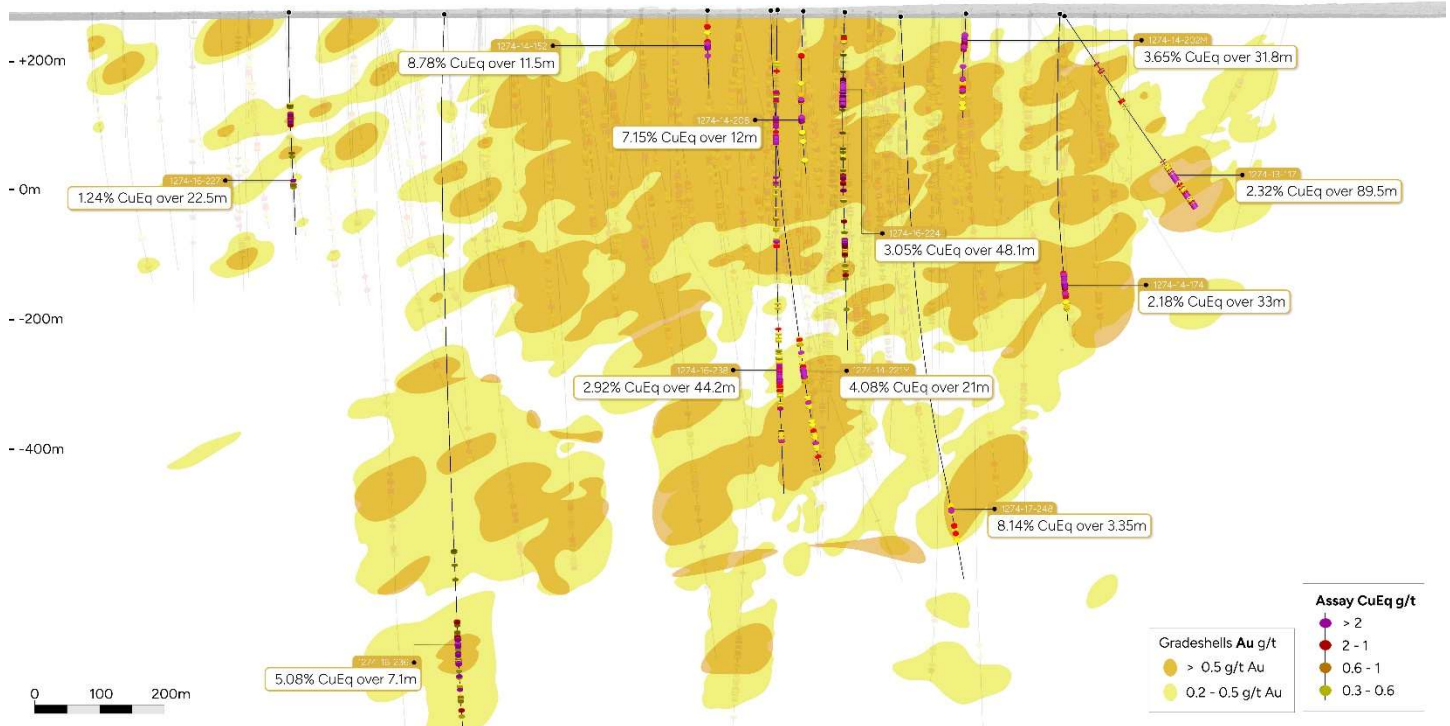 +200m
0m
-200m
-400m
1274-14-152
8.78% CuEq over 11.5m
1274-14-202M
3.65% CuEq over 31.8m
7.15% CuEq over 12m
1.24% CuEq over 22.5m
2.32% CuEq over 89.5m
1274-16-224
3.05% CuEq over 48.1m
1274-14-174
2.18% CuEq over 33m
1274-16-238
2.92% CuEq over 44.2m
4.08% CuEq over 21m
1274-17-248
8.14% CuEq over 3.35m
5.08% CuEq over 7.1m
0 100 200m
Gradeshells Au g/t
> 0.5 g/t Au
0.2 - 0.5 g/t Au
Assay CuEq g/t
> 2
2 - 1
0.6 - 1
0.3 - 0.6